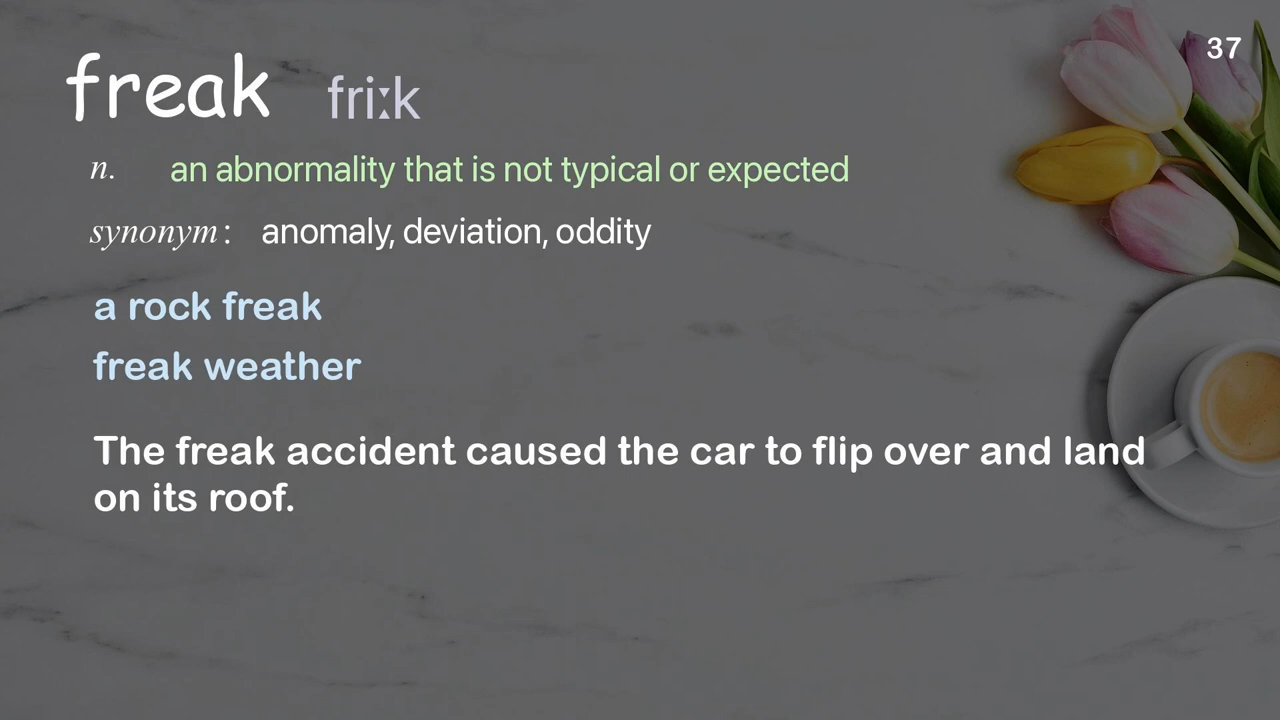 37
freak friːk
n. an abnormality that is not typical or expected
synonym: anomaly, deviation, oddity
a rock freak
freak weather
The freak accident caused the car to flip over and land
on its roof.